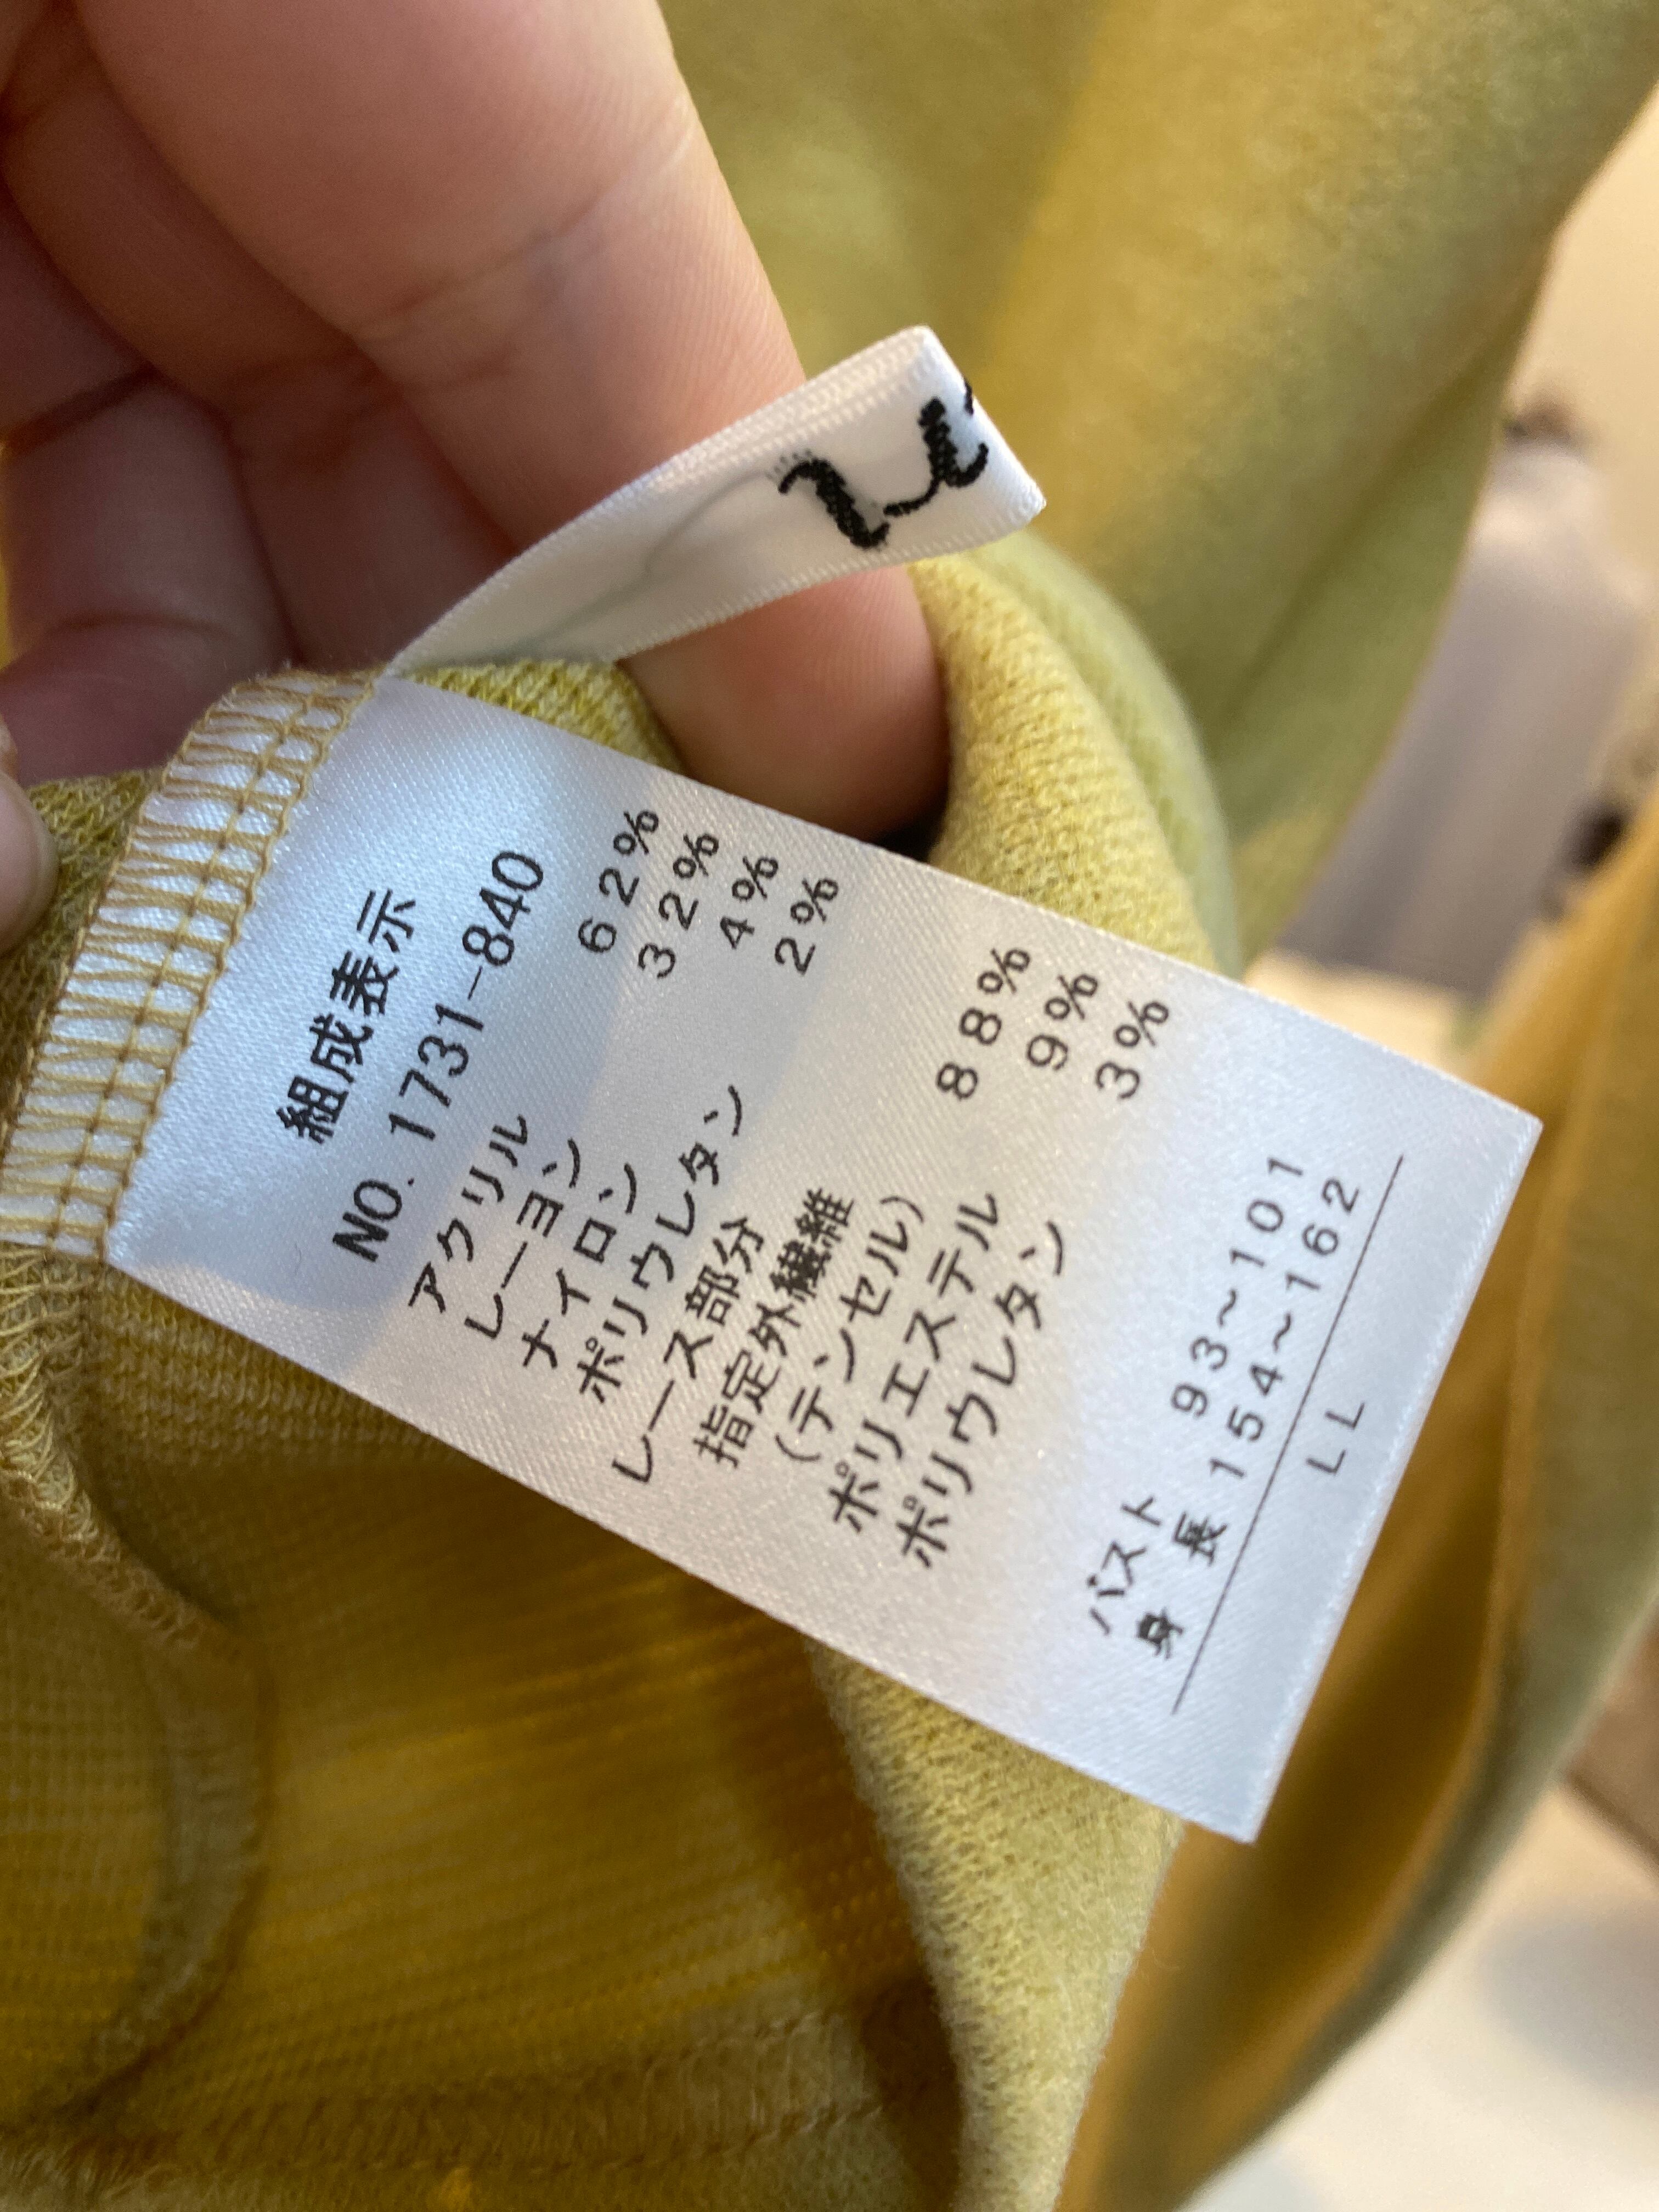 組成表示
NO. 1731-840
アクリル 62%
レーヨン 32%
ナイロン 4%
ポリウレタン 2%
レース部分
指定外繊維
(テンセル) 88%
ポリエステル 9%
ポリウレタン 3%
バスト 93~101
身長 154~162
LL